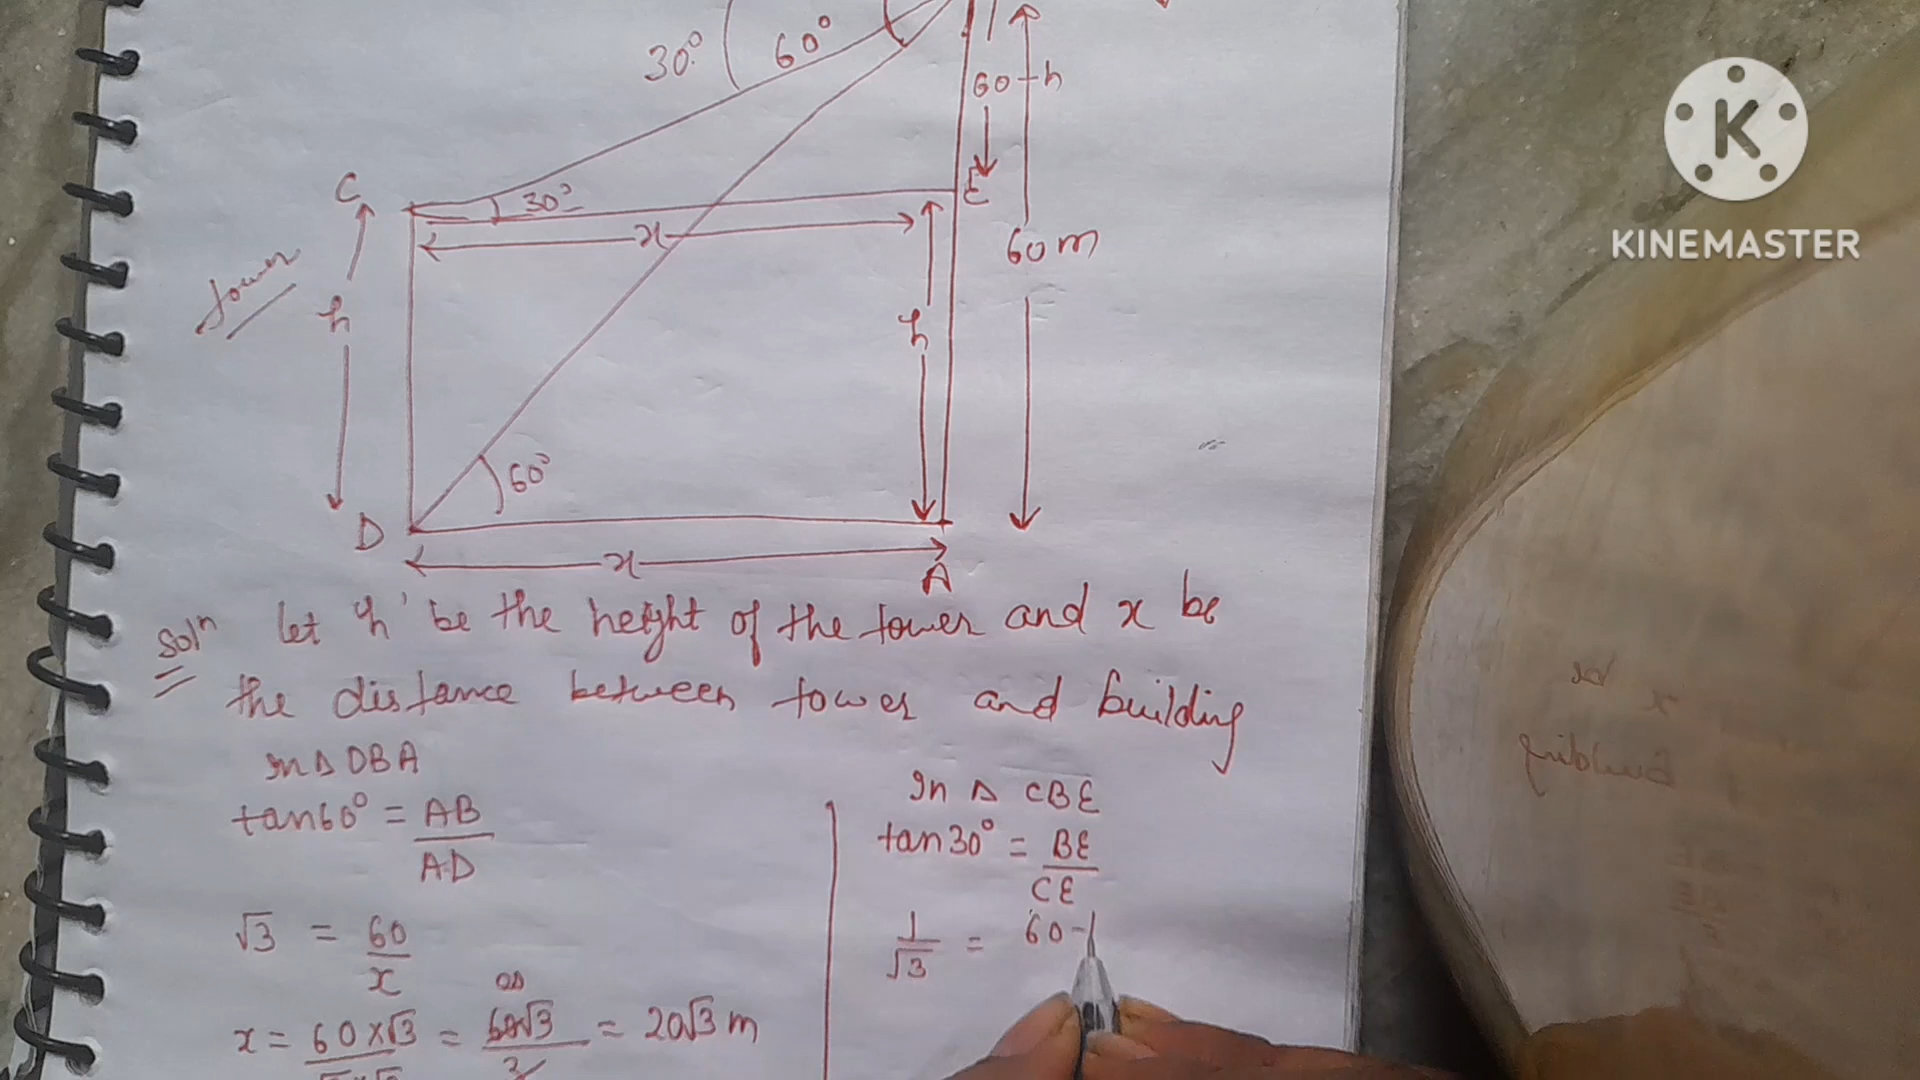 30°
60°
60-h
C
30°
E
x
60m
tower
h
h
60°
D
x
A
Soln let 'h' be the height of the tower and x be
the distance between tower and building
In Δ DBA
tan60° = AB
AD
√3 = 60
x
x = 60×√3 = 60√3 = 20√3 m
3
In Δ CBE
tan30° = BE
CE
1 = 60-
√3
K
KINEMASTER
x be
building